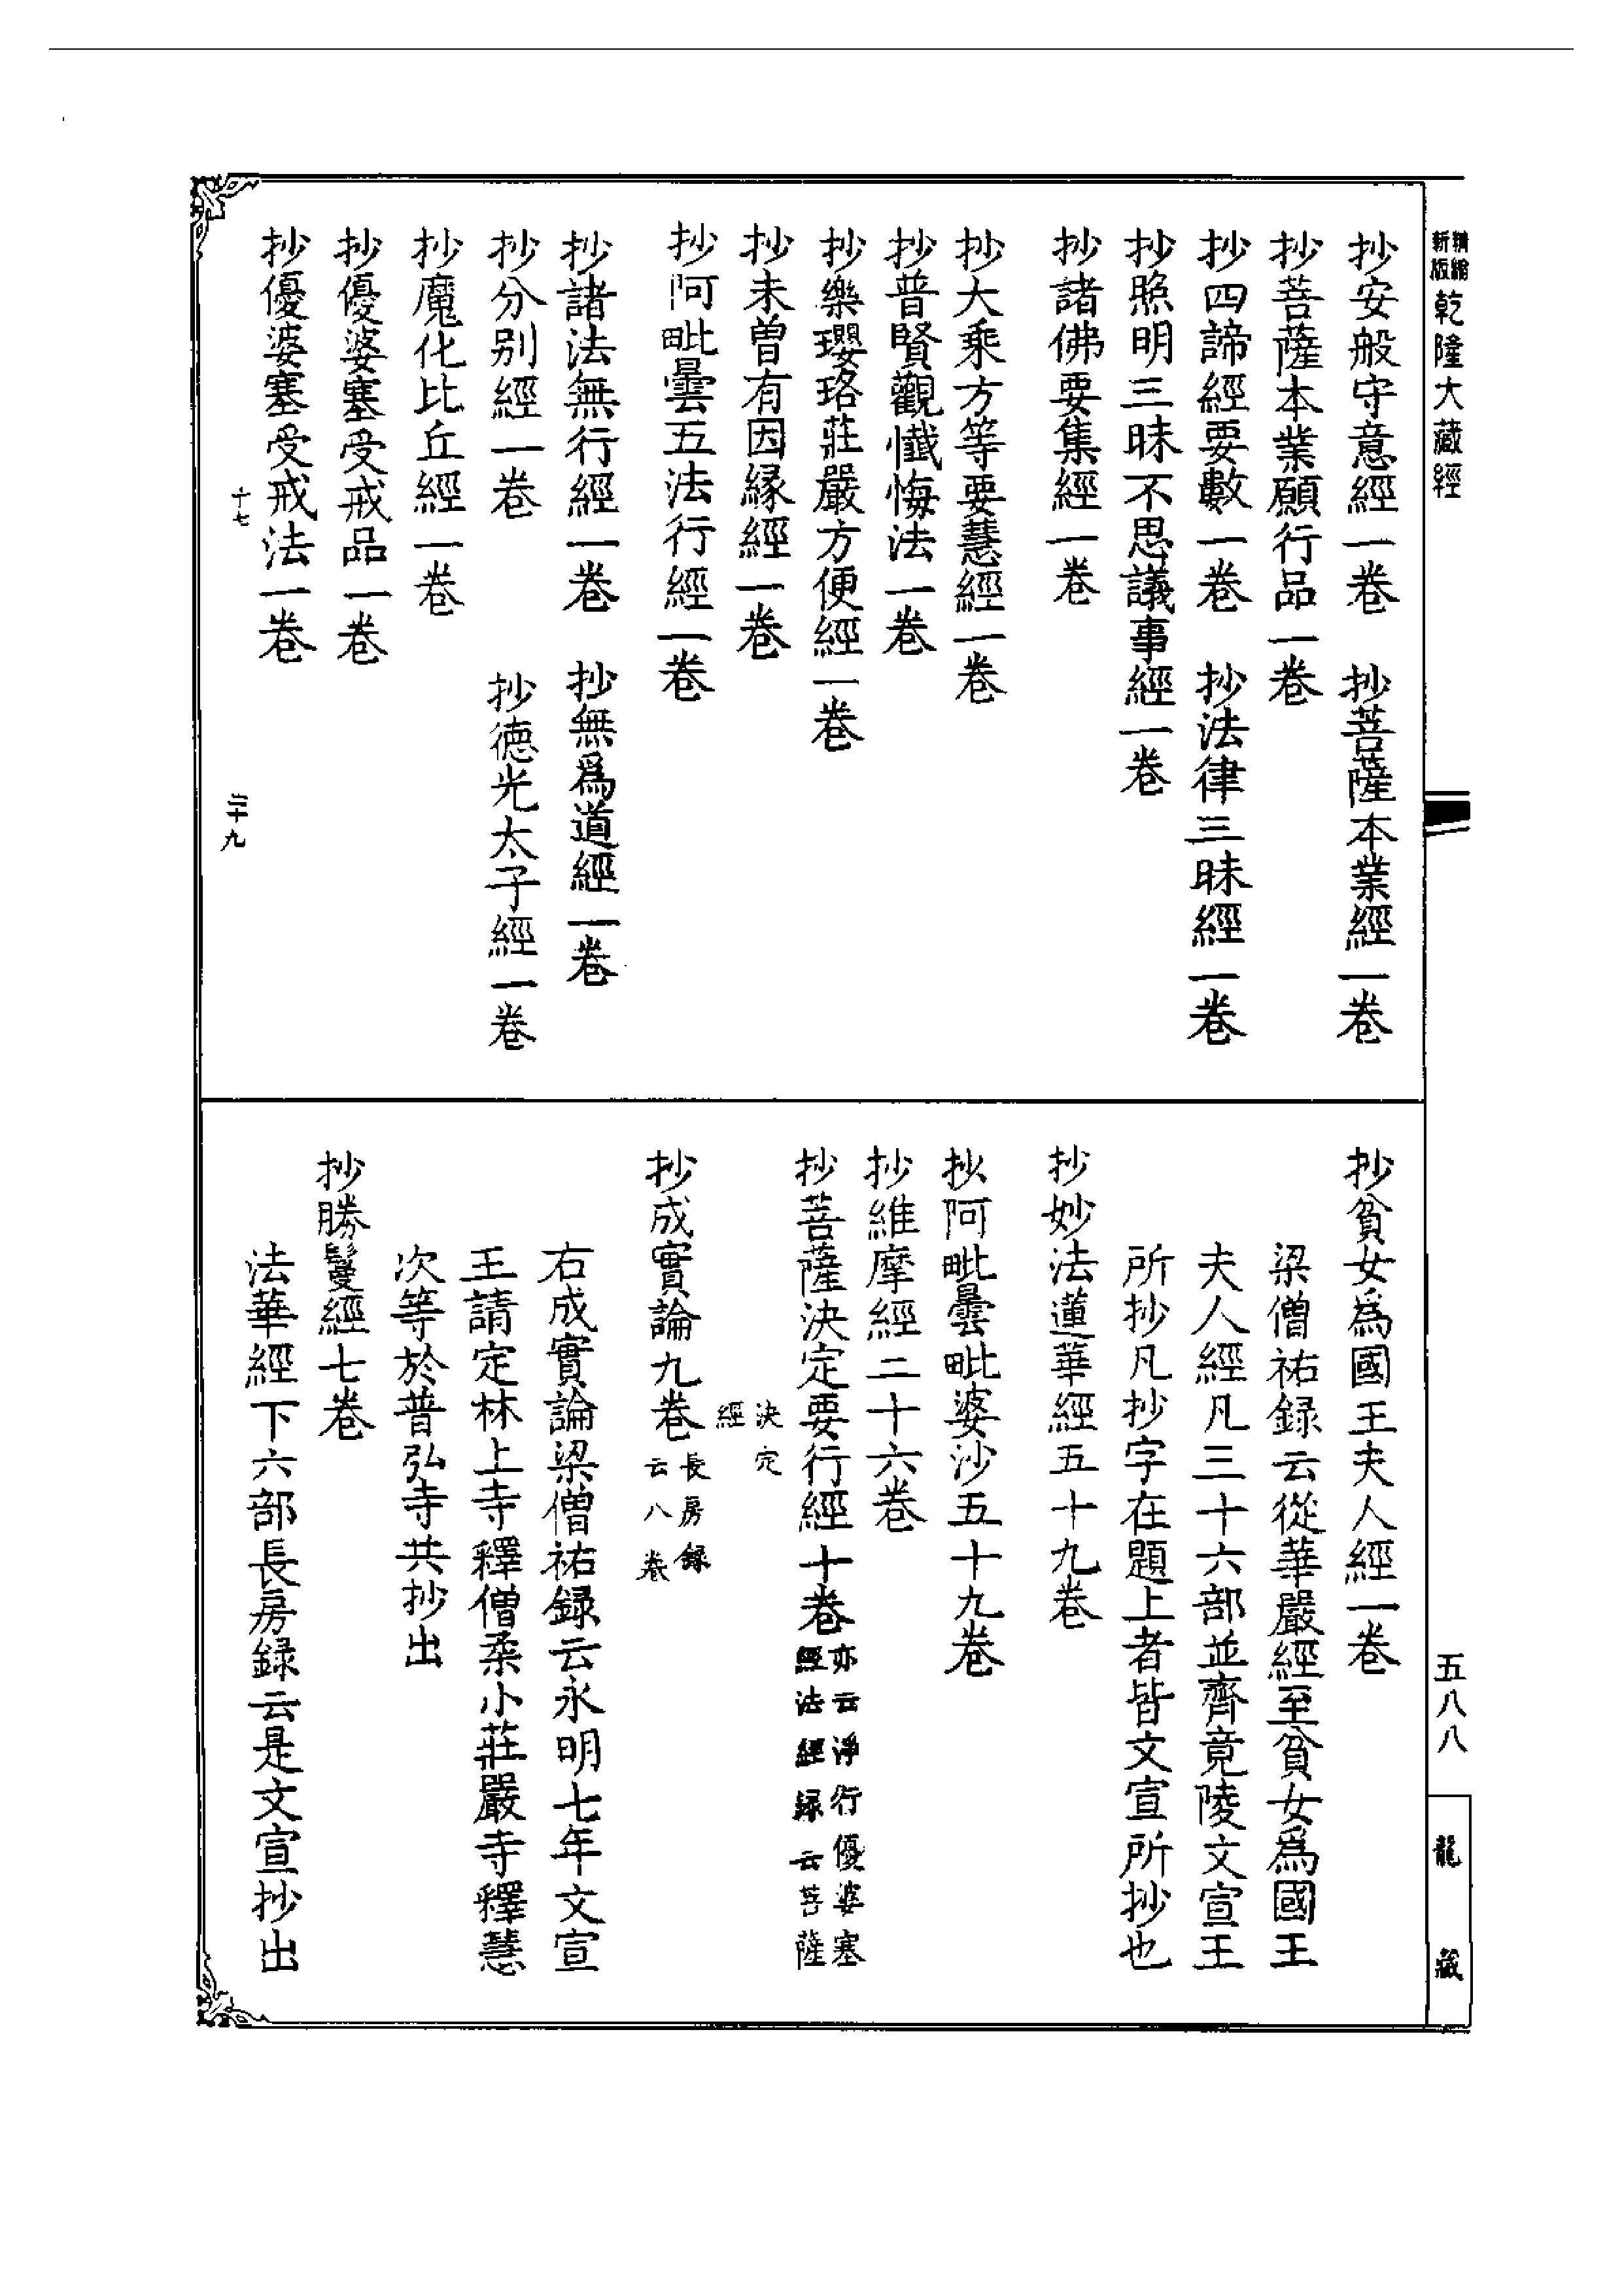 精縮新版乾隆大藏經
五八八
龍藏
抄安般守意經一卷　抄菩薩本業經一卷
抄菩薩本業願行品一卷
抄四諦經要數一卷　抄法律三昧經一卷
抄照明三昧不思議事經一卷
抄諸佛要集經一卷
抄大乘方等要慧經一卷
抄普賢觀懺悔法一卷
抄樂瓔珞莊嚴方便經一卷
抄未曾有因緣經一卷
抄阿毗曇五法行經一卷
抄諸法無行經一卷　抄無爲道經一卷
抄分别經一卷　抄德光太子經一卷
抄魔化比丘經一卷
抄優婆塞受戒品一卷
抄優婆塞受戒法一卷
十七
二十九
抄貧女爲國王夫人經一卷
梁僧祐録云從華嚴經至貧女爲國王
夫人經凡三十六部並齊竟陵文宣王
所抄凡抄字在題上者皆文宣所抄也
抄妙法蓮華經五十九卷
抄阿毗曇毗婆沙五十九卷
抄維摩經二十六卷
抄菩薩決定要行經十卷亦云淨行優婆塞
經法經録云菩薩
決定
經
抄成實論九卷長房録
云八卷
右成實論梁僧祐録云永明七年文宣
王請定林上寺釋僧柔小莊嚴寺釋慧
次等於普弘寺共抄出
抄勝鬘經七卷
法華經下六部長房録云是文宣抄出